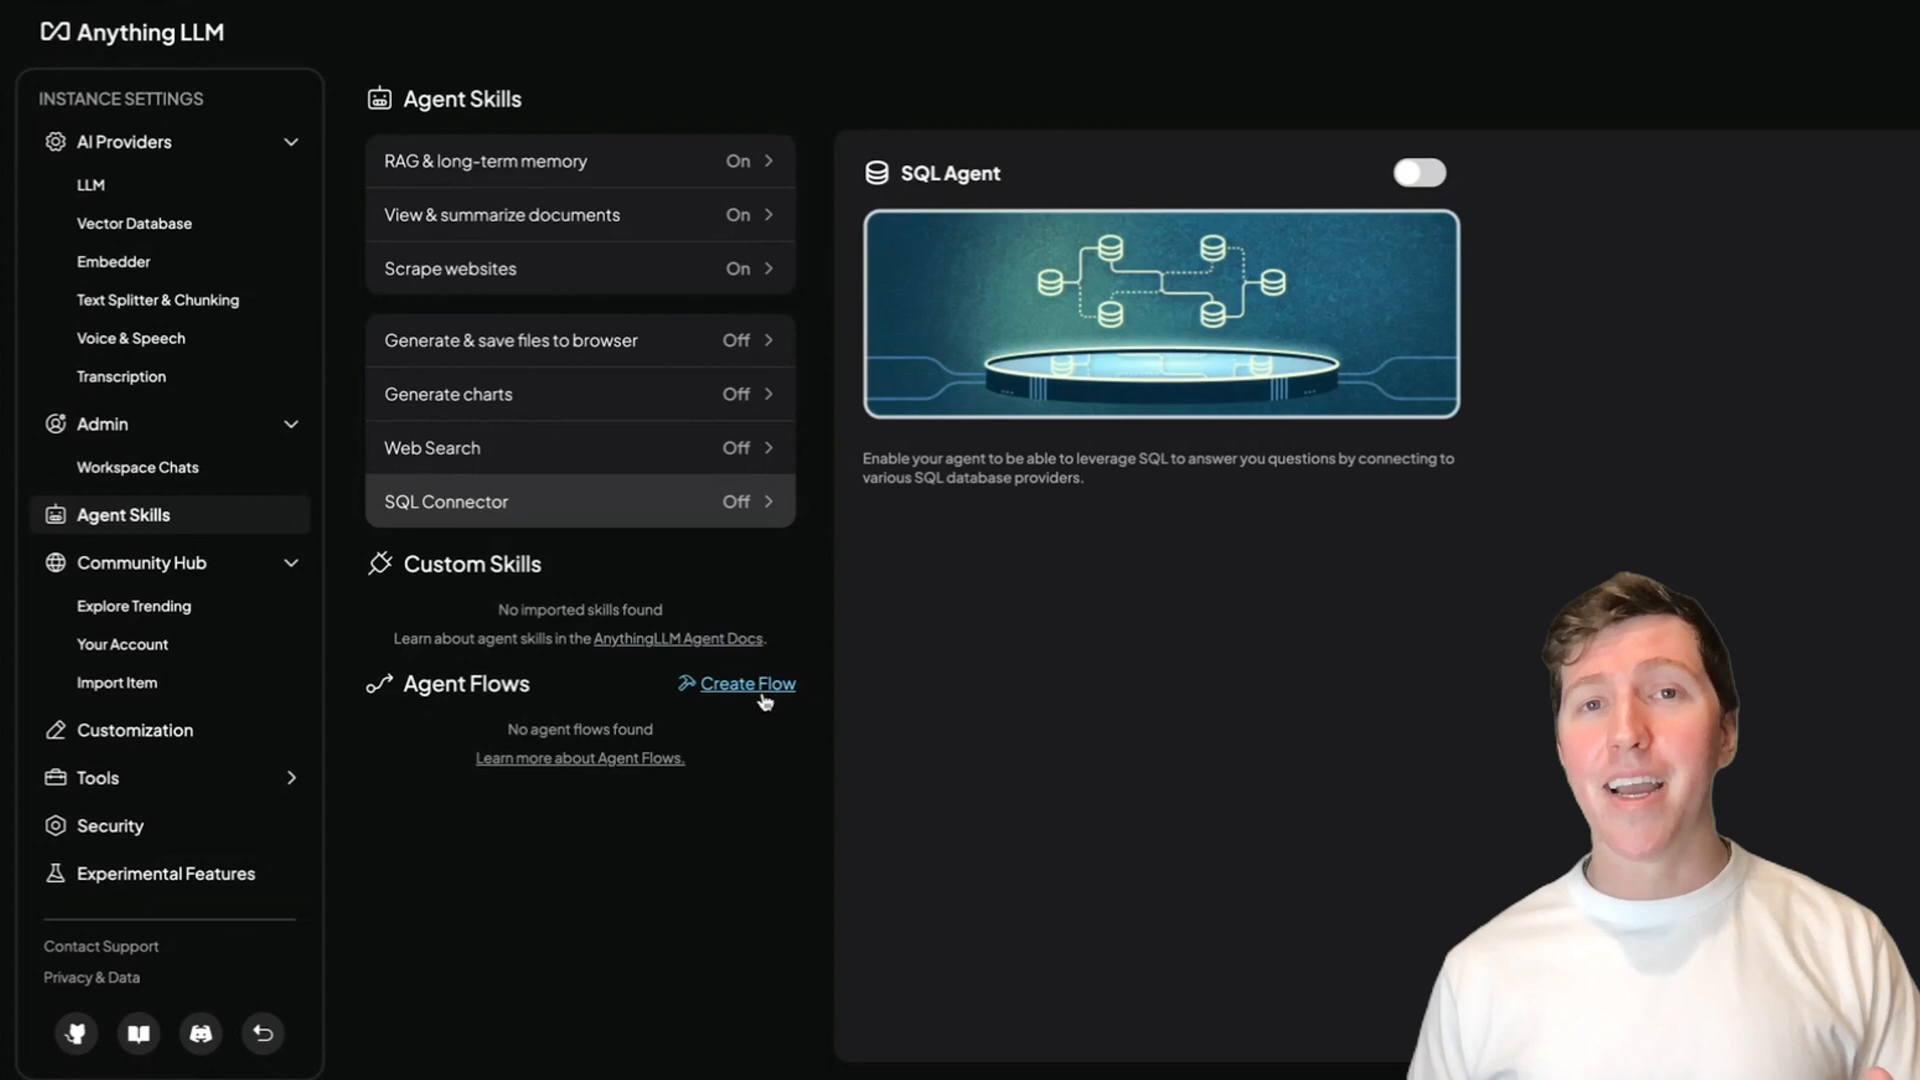 Anything LLM
INSTANCE SETTINGS
AI Providers
LLM
Vector Database
Embedder
Text Splitter & Chunking
Voice & Speech
Transcription
Admin
Workspace Chats
Agent Skills
Community Hub
Explore Trending
Your Account
Import Item
Customization
Tools
Security
Experimental Features
Contact Support
Privacy & Data
Agent Skills
RAG & long-term memory On
View & summarize documents On
Scrape websites On
Generate & save files to browser Off
Generate charts Off
Web Search Off
SQL Connector Off
Custom Skills
No imported skills found
Learn about agent skills in the AnythingLLM Agent Docs.
Agent Flows Create Flow
No agent flows found
Learn more about Agent Flows.
SQL Agent
Enable your agent to be able to leverage SQL to answer you questions by connecting to
various SQL database providers.